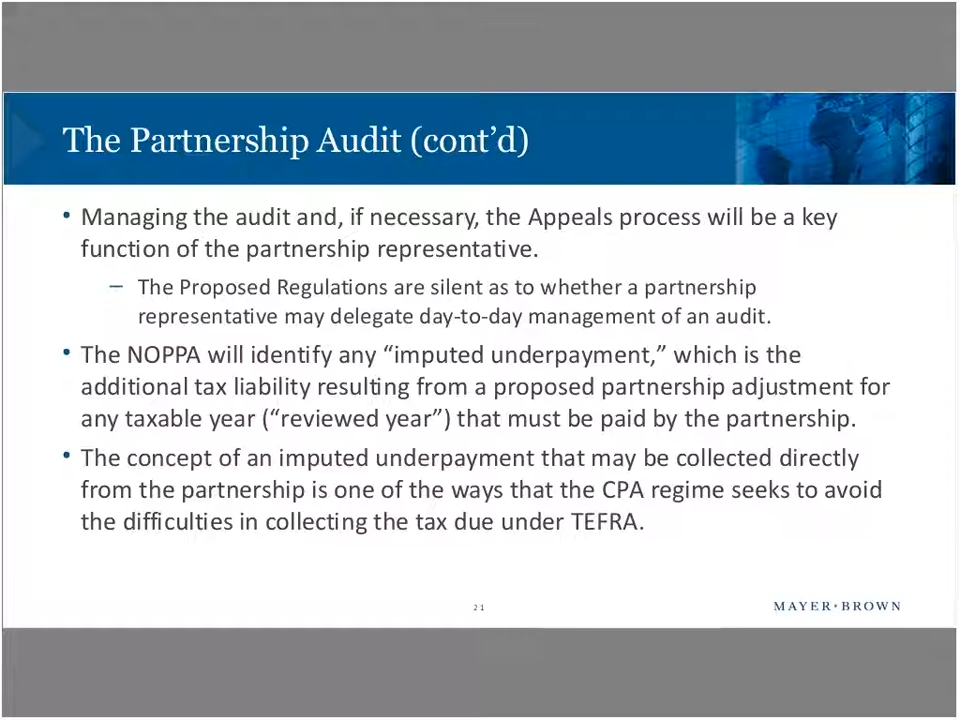 The Partnership Audit (cont’d)
• Managing the audit and, if necessary, the Appeals process will be a key
function of the partnership representative.
– The Proposed Regulations are silent as to whether a partnership
representative may delegate day-to-day management of an audit.
• The NOPPA will identify any “imputed underpayment,” which is the
additional tax liability resulting from a proposed partnership adjustment for
any taxable year (“reviewed year”) that must be paid by the partnership.
• The concept of an imputed underpayment that may be collected directly
from the partnership is one of the ways that the CPA regime seeks to avoid
the difficulties in collecting the tax due under TEFRA.
21
MAYER•BROWN